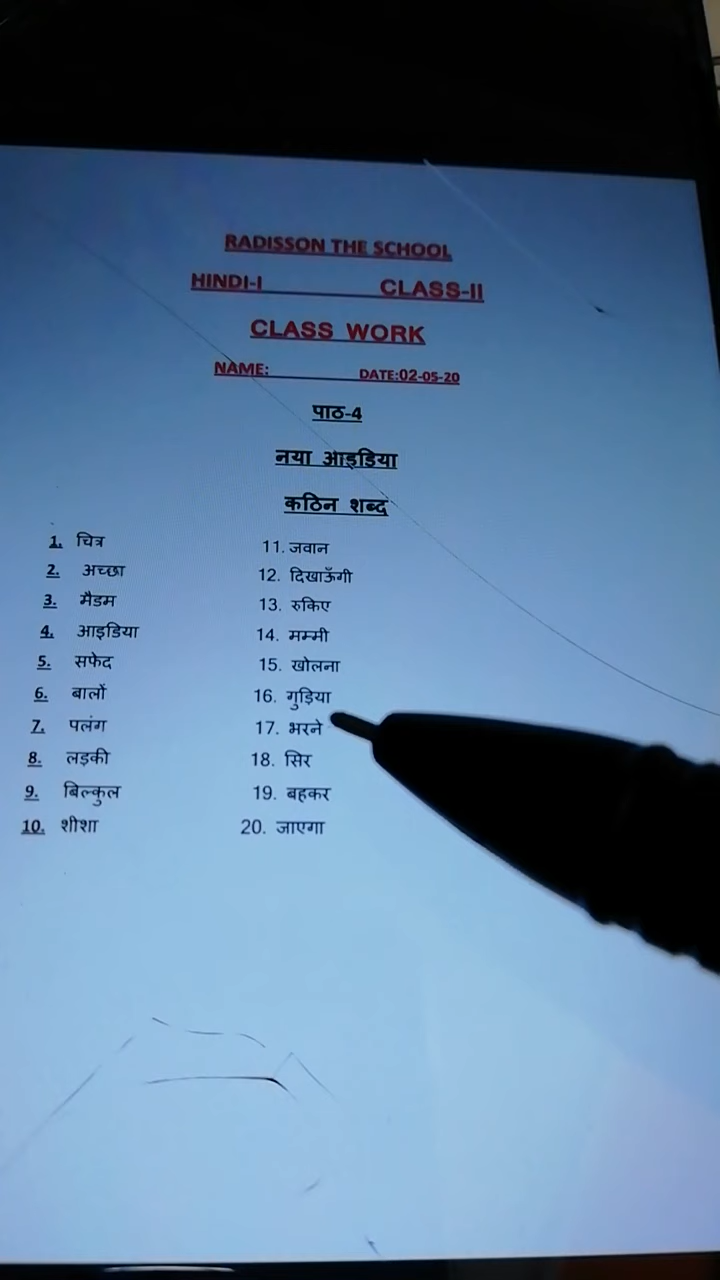 RADISSON THE SCHOOL
HINDI-I CLASS-II
CLASS WORK
NAME: DATE:02-05-20
पाठ-4
नया आइडिया
कठिन शब्द
1. चित्र 11. जवान
2. अच्छा 12. दिखाऊँगी
3. मैडम 13. रुकिए
4. आइडिया 14. मम्मी
5. सफेद 15. खोलना
6. बालों 16. गुड़िया
7. पलंग 17. भरने
8. लड़की 18. सिर
9. बिल्कुल 19. बहकर
10. शीशा 20. जाएगा